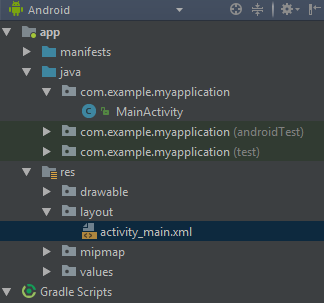 Android
app
manifests
java
com.example.myapplication
MainActivity
com.example.myapplication (androidTest)
com.example.myapplication (test)
res
drawable
layout
activity_main.xml
mipmap
values
Gradle Scripts